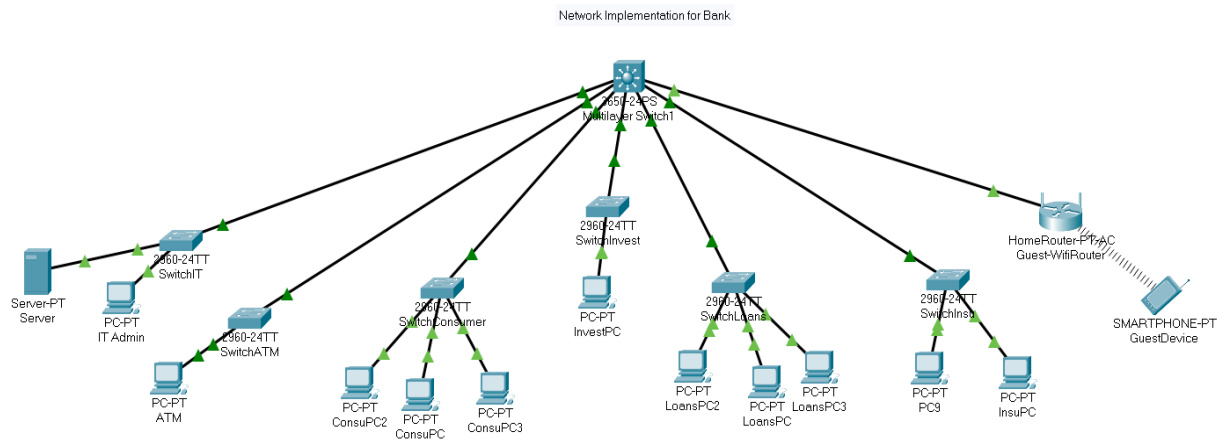 Network Implementation for Bank
3650-24PS
Multilayer Switch1
2960-24TT
SwitchInvest
HomeRouter-PT-AC
Guest-WifiRouter
2960-24TT
SwitchIT
Server-PT
Server
PC-PT
IT Admin
2960-24TT
SwitchATM
2960-24TT
SwitchConsumer
PC-PT
InvestPC
2960-24TT
SwitchLoans
2960-24TT
SwitchInsu
SMARTPHONE-PT
GuestDevice
PC-PT
ATM
PC-PT
ConsuPC2
PC-PT
ConsuPC
PC-PT
ConsuPC3
PC-PT
LoansPC2
PC-PT
LoansPC
PC-PT
LoansPC3
PC-PT
PC9
PC-PT
InsuPC